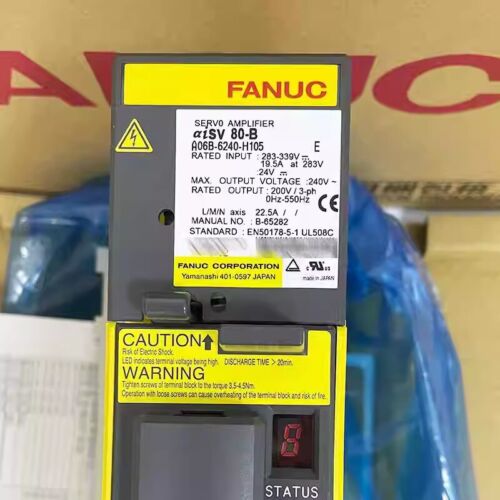 FANUC
FANUC
SERVO AMPLIFIER
αiSV 80-B
A06B-6240-H105 E
RATED INPUT : 283-339V⎓
19.5A at 283V
24V⎓
MAX. OUTPUT VOLTAGE :240V~
RATED OUTPUT : 200V / 3-ph
0Hz-550Hz
L/M/N axis 22.5A / /
MANUAL NO. : B-65282
STANDARD : EN50178-5-1 UL508C
FANUC CORPORATION
Yamanashi 401-0597 JAPAN
c UL us
made in JAPAN
CAUTION
Risk of Electric Shock.
LED indicates terminal voltage being high. DISCHARGE TIME > 20min.
WARNING
Tighten screws of terminal block to the torque 3.5-4.5Nm.
Operation with loose screws can cause overheating of the terminal block and risk of fire.
8
STATUS